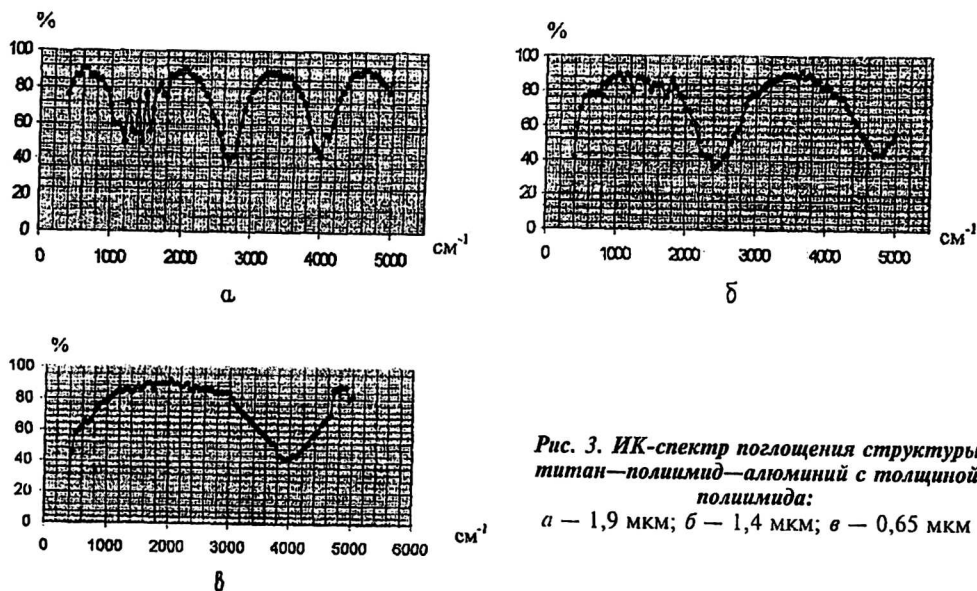 %
100
80
60
40
20
0
0 1000 2000 3000 4000 5000 см⁻¹
а
%
100
80
60
40
20
0
0 2000 4000 6000 см⁻¹
б
%
100
80
60
40
20
0
0 1000 2000 3000 4000 5000 6000 см⁻¹
в
Рис. 3. ИК-спектр поглощения структуры
титан—полиимид—алюминий с толщиной
полиимида:
а — 1,9 мкм; б — 1,4 мкм; в — 0,65 мкм